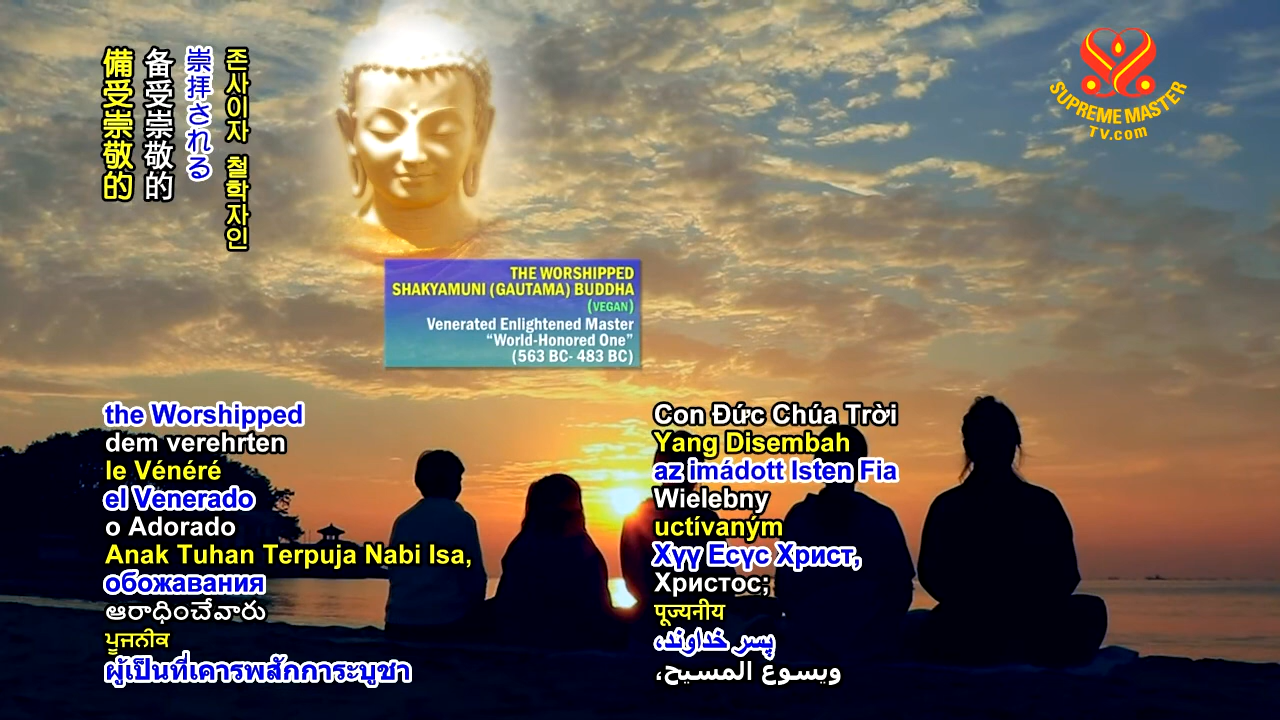 備受崇敬的
备受崇敬的
崇拝される
존사이자 철학자인
SUPREME MASTER
TV.com
THE WORSHIPPED
SHAKYAMUNI (GAUTAMA) BUDDHA
(VEGAN)
Venerated Enlightened Master
“World-Honored One”
(563 BC- 483 BC)
the Worshipped
dem verehrten
le Vénéré
el Venerado
o Adorado
Anak Tuhan Terpuja Nabi Isa,
обожавания
ఆరాధించేవారు
ਪੂਜਨੀਕ
ผู้เป็นที่เคารพสักการะบูชา
Con Đức Chúa Trời
Yang Disembah
az imádott Isten Fia
Wielebny
uctívaným
Хүү Есүс Христ,
Христос;
पूज्यनीय
پسر خداوند،
ويسوع المسيح،